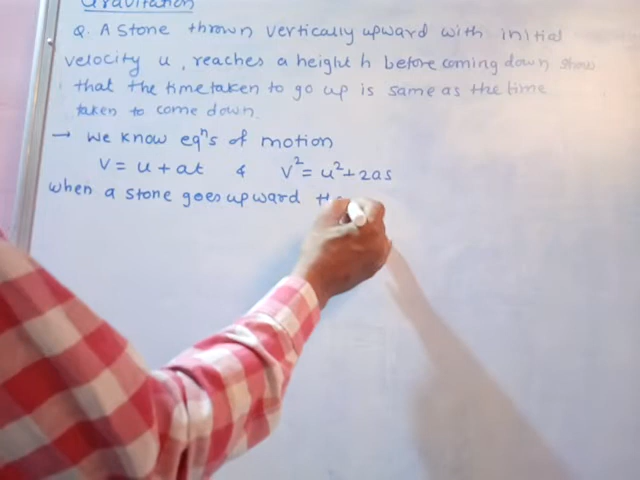 Gravitation
Q. A stone thrown vertically upward with initial
velocity u, reaches a height h before coming down show
that the time taken to go up is same as the time
taken to come down.
→ We know eqⁿs of motion
V = u + at & V² = u² + 2as
when a stone goes upward